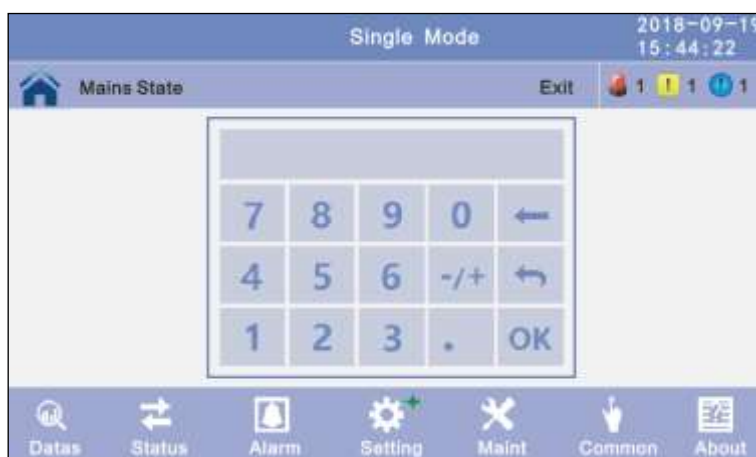 Single Mode
2018-09-19
15:44:22
Mains State Exit 1 ! 1 ! 1
7 8 9 0 ←
4 5 6 -/+ ↰
1 2 3 . OK
Datas Status Alarm Setting Maint Common About